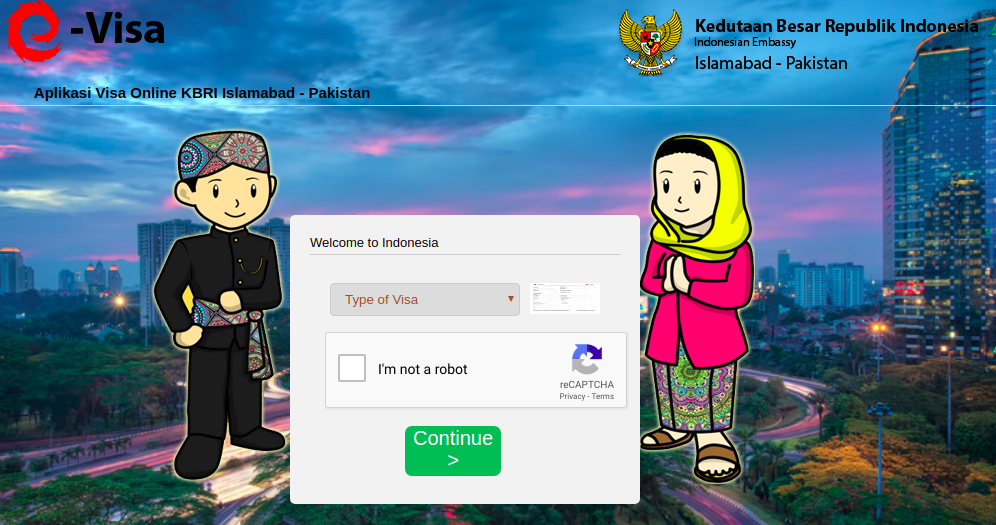 e-Visa
Kedutaan Besar Republik Indonesia
Indonesian Embassy
Islamabad - Pakistan
Aplikasi Visa Online KBRI Islamabad - Pakistan
Welcome to Indonesia
Type of Visa
I'm not a robot
reCAPTCHA
Privacy - Terms
Continue
>